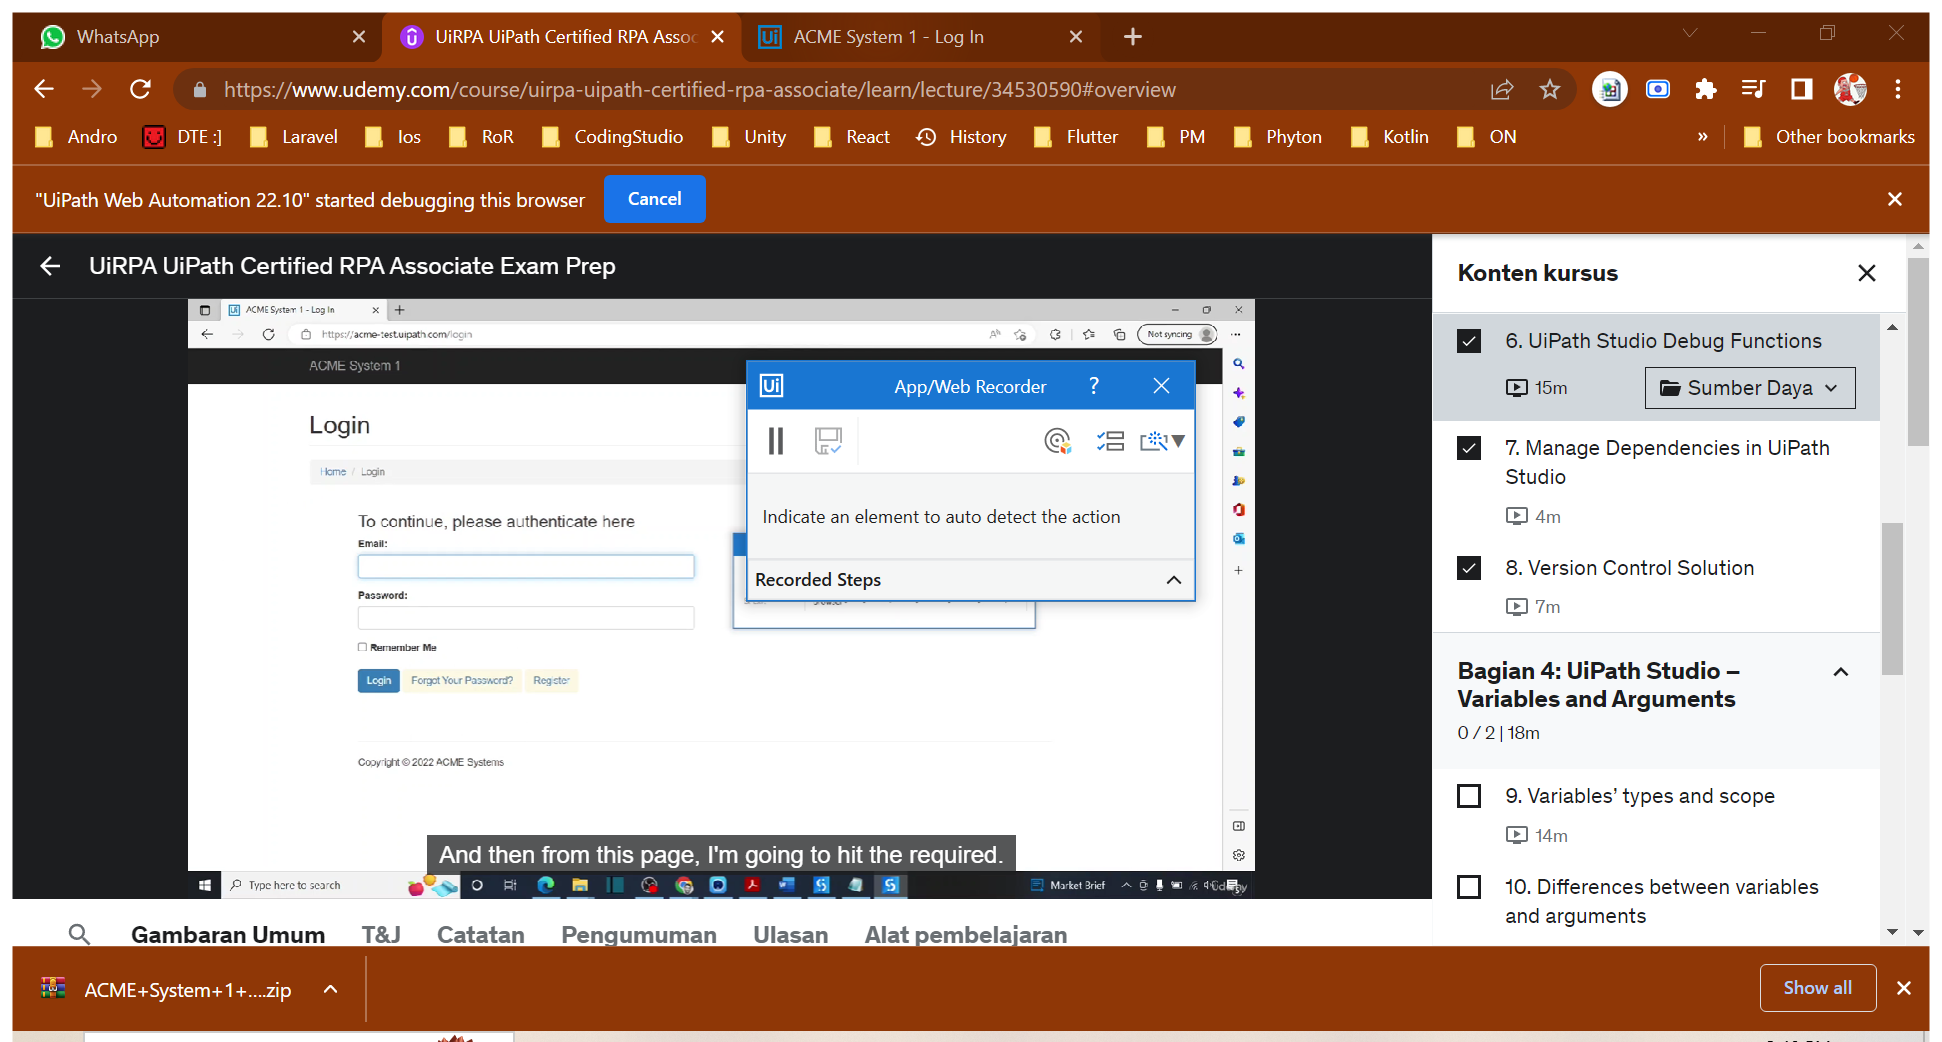 WhatsApp
UiRPA UiPath Certified RPA Assoc
ACME System 1 - Log In
https://www.udemy.com/course/uirpa-uipath-certified-rpa-associate/learn/lecture/34530590#overview
Andro
DTE :]
Laravel
Ios
RoR
CodingStudio
Unity
React
History
Flutter
PM
Phyton
Kotlin
ON
»
Other bookmarks
"UiPath Web Automation 22.10" started debugging this browser
Cancel
UiRPA UiPath Certified RPA Associate Exam Prep
ACME System 1 - Log In
https://acme-test.uipath.com/login
Not syncing
ACME System 1
Login
Home / Login
To continue, please authenticate here
Email:
Password:
Remember Me
Login
Forgot Your Password?
Register
Copyright © 2022 ACME Systems
Ui
App/Web Recorder
?
Indicate an element to auto detect the action
Recorded Steps
And then from this page, I'm going to hit the required.
Type here to search
Market Brief
Konten kursus
6. UiPath Studio Debug Functions
15m
Sumber Daya
7. Manage Dependencies in UiPath
Studio
4m
8. Version Control Solution
7m
Bagian 4: UiPath Studio –
Variables and Arguments
0 / 2 | 18m
9. Variables’ types and scope
14m
10. Differences between variables
and arguments
Gambaran Umum
T&J
Catatan
Pengumuman
Ulasan
Alat pembelajaran
ACME+System+1+....zip
Show all